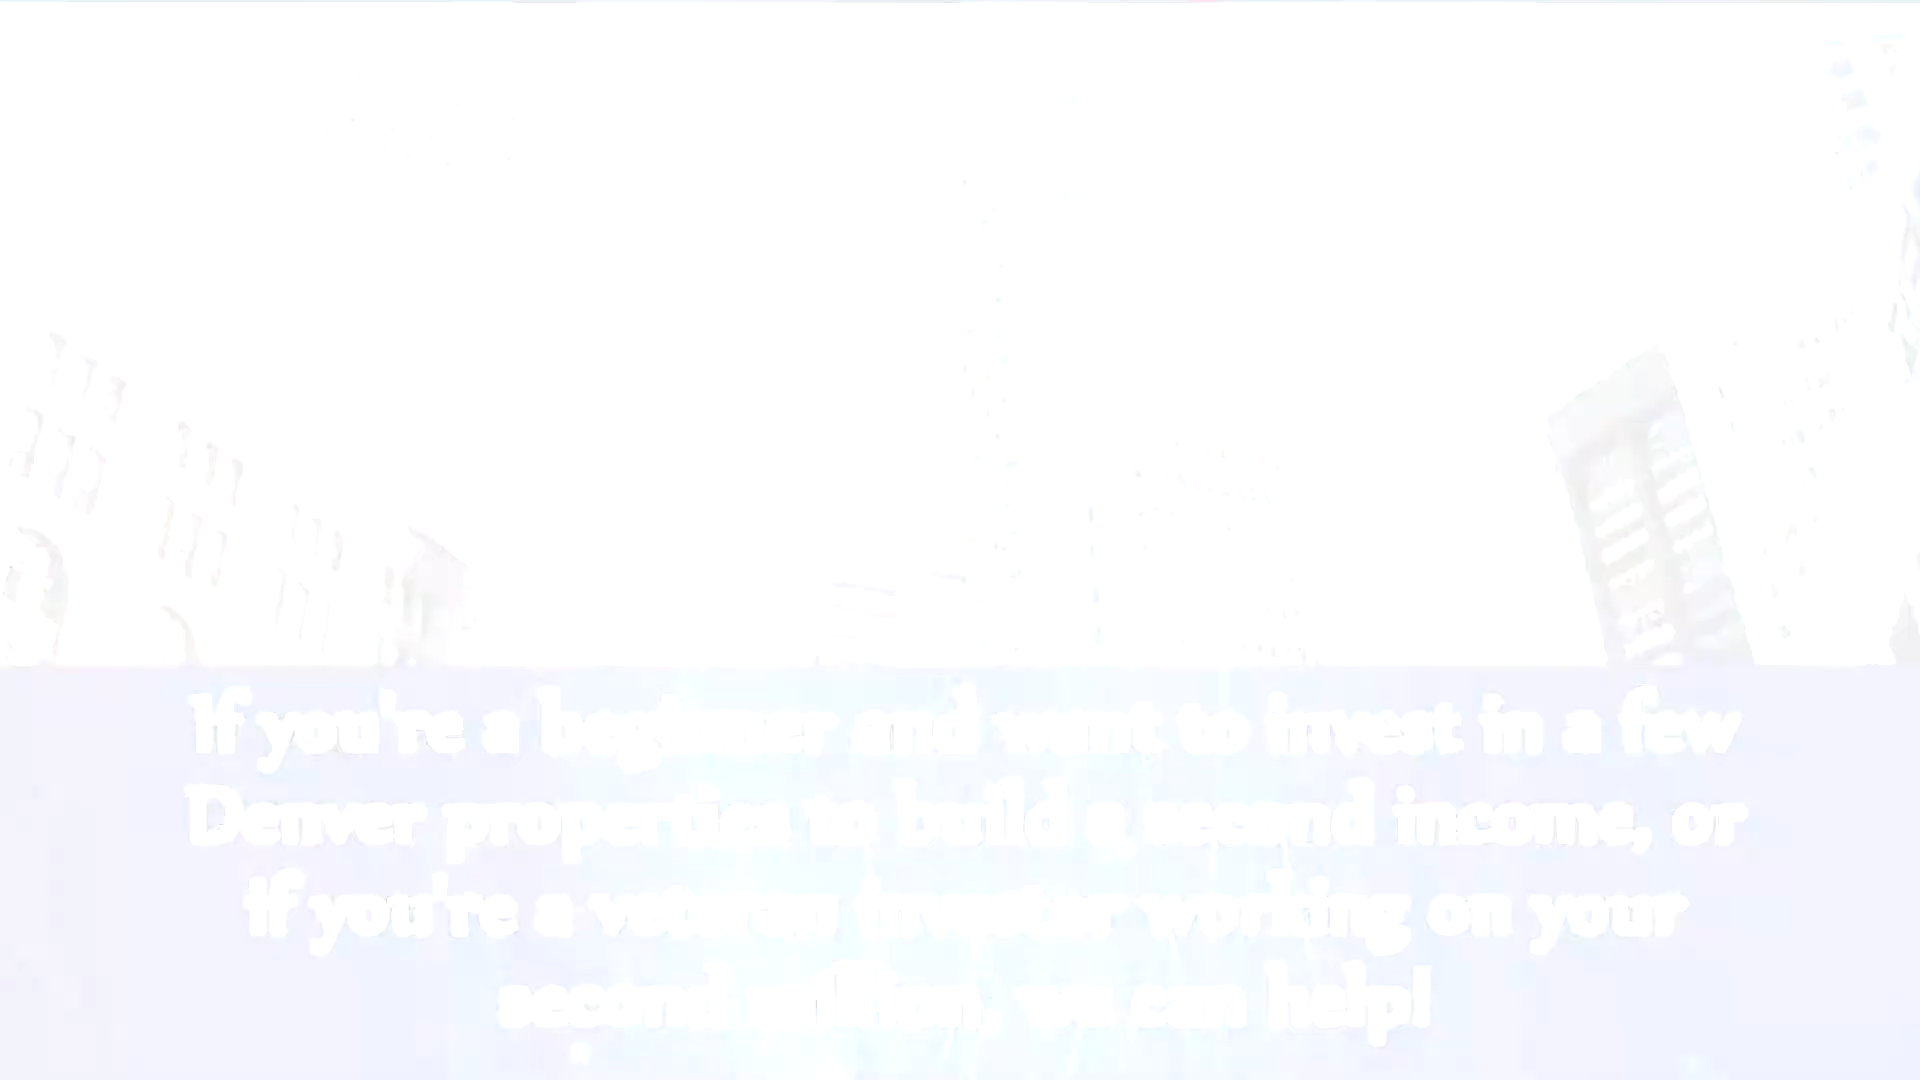 If you're a beginner and want to invest in a few
Denver properties to build a second income, or
if you're a veteran investor working on your
second million, we can help!